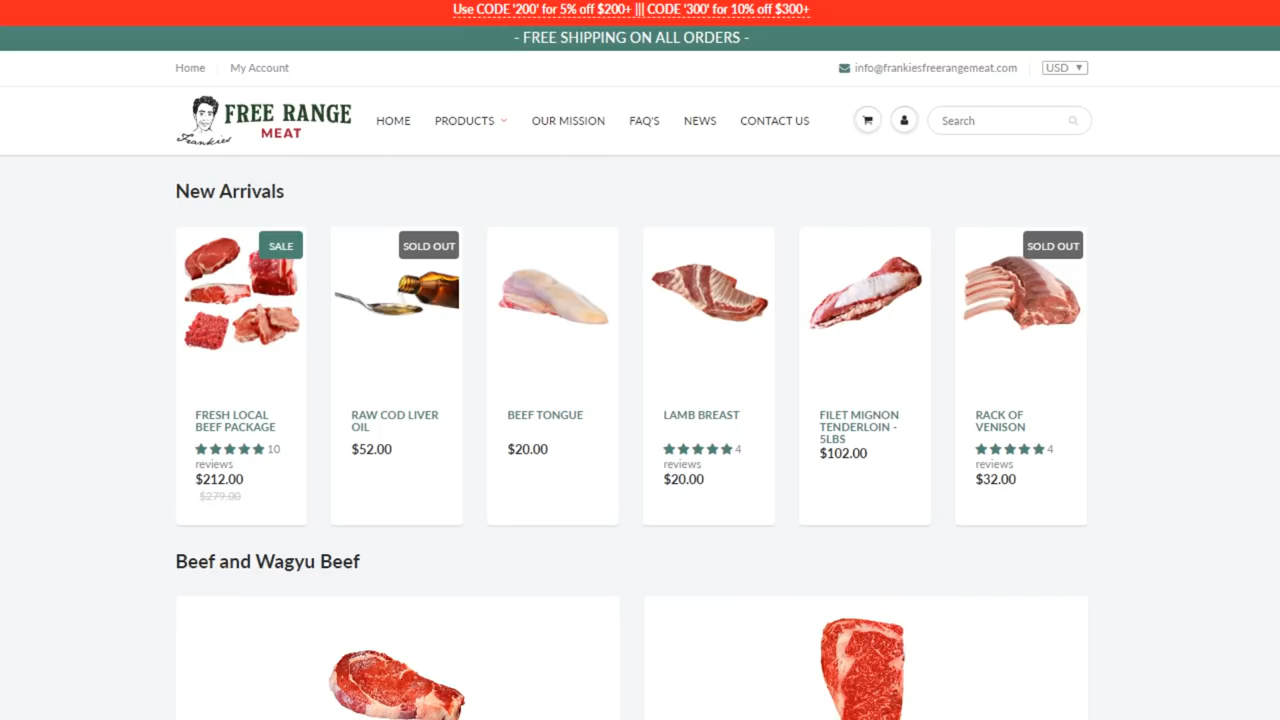 Use CODE '200' for 5% off $200+ ||| CODE '300' for 10% off $300+
- FREE SHIPPING ON ALL ORDERS -
Home
My Account
info@frankiesfreerangemeat.com
USD
Frankies
FREE RANGE
MEAT
HOME
PRODUCTS
OUR MISSION
FAQ'S
NEWS
CONTACT US
Search
New Arrivals
SALE
FRESH LOCAL
BEEF PACKAGE
10
reviews
$212.00
$279.00
SOLD OUT
RAW COD LIVER
OIL
$52.00
BEEF TONGUE
$20.00
LAMB BREAST
4
reviews
$20.00
FILET MIGNON
TENDERLOIN -
5LBS
$102.00
SOLD OUT
RACK OF
VENISON
4
reviews
$32.00
Beef and Wagyu Beef